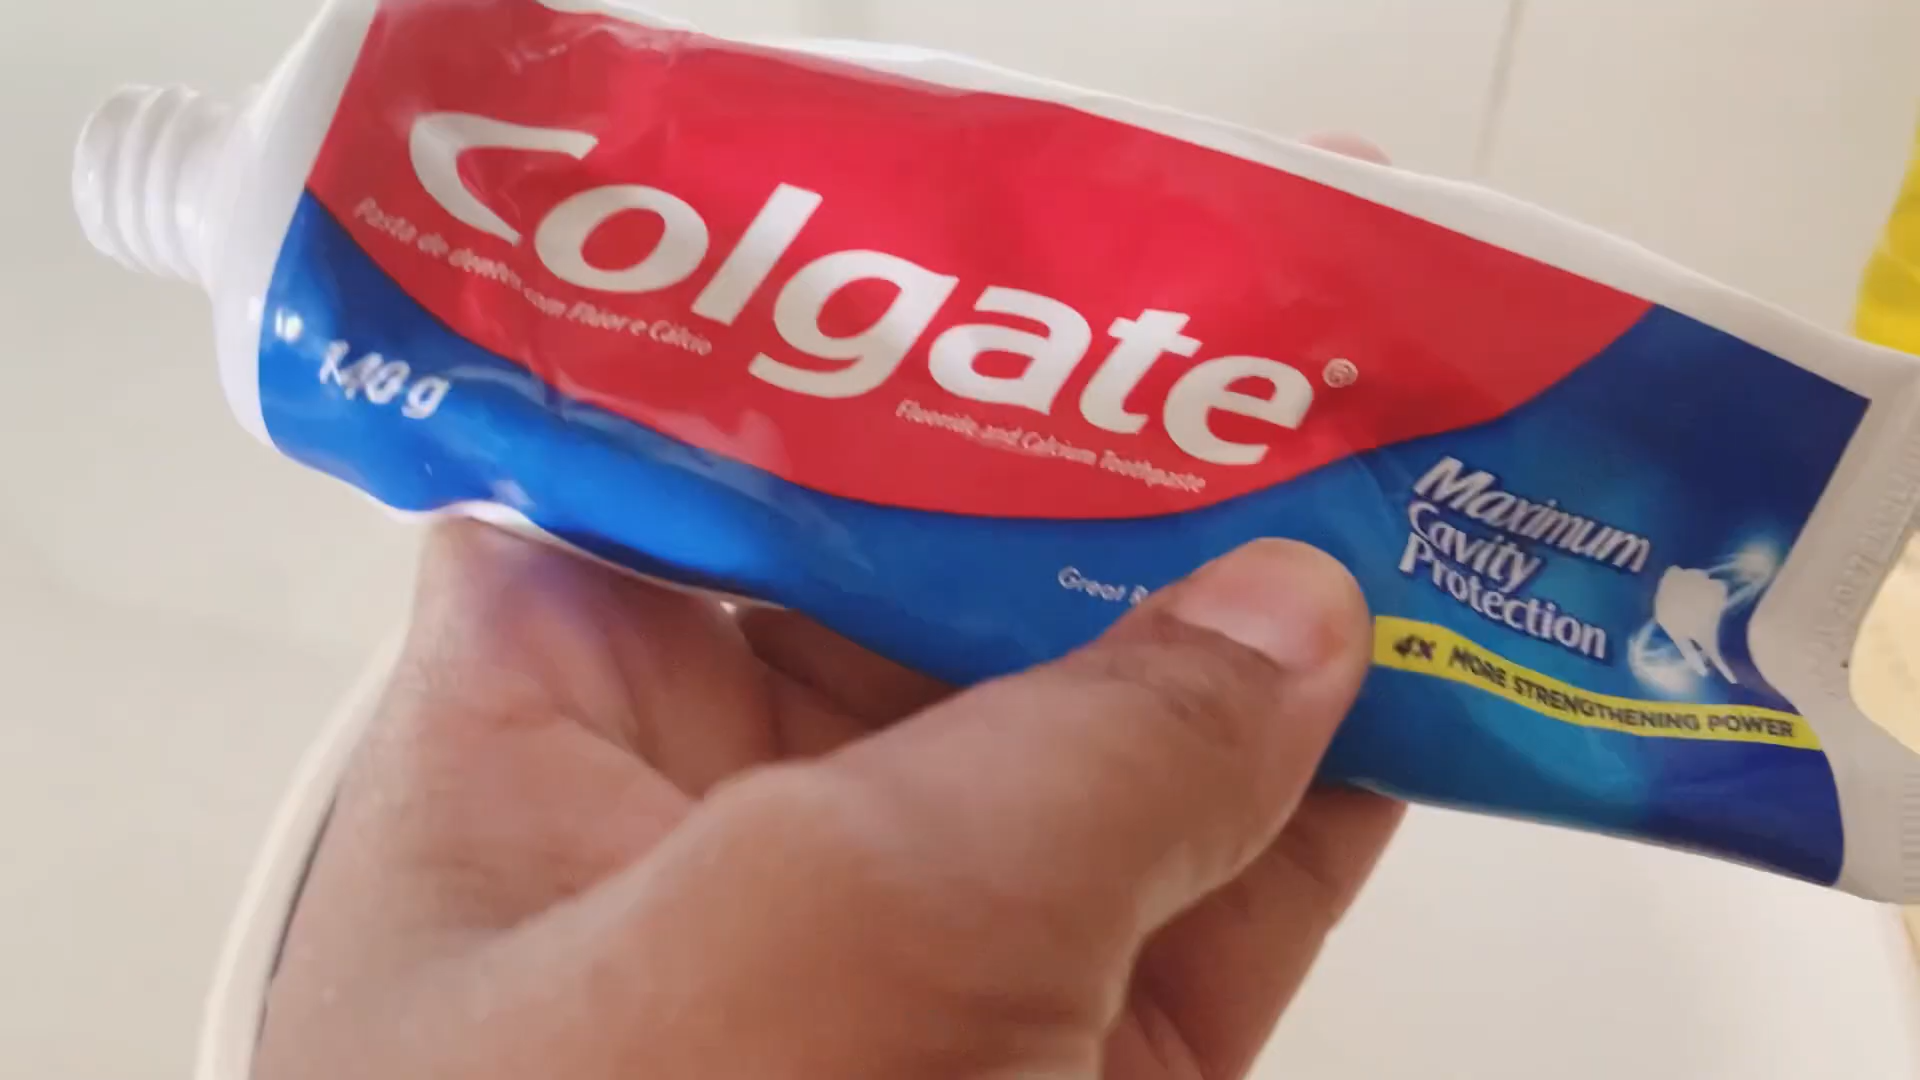 Colgate®
Pasta de dentes com Flúor e Cálcio
Fluoride and Calcium Toothpaste
140 g
Great
Maximum
Cavity
Protection
4X MORE STRENGTHENING POWER